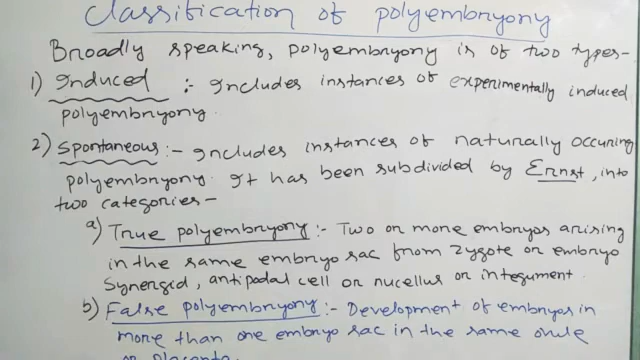 Classification of polyembryony
Broadly speaking, polyembryony is of two types-
1) Induced :- Includes instances of experimentally induced
polyembryony.
2) Spontaneous :- Includes instances of naturally occuring
polyembryony. It has been subdivided by Ernst, into
two categories-
a) True polyembryony :- Two or more embryos arising
in the same embryo sac from zygote or embryo
Synergid, antipodal cell or nucellus or integument.
b) False polyembryony :- Development of embryos in
more than one embryo sac in the same ovule
or placenta.